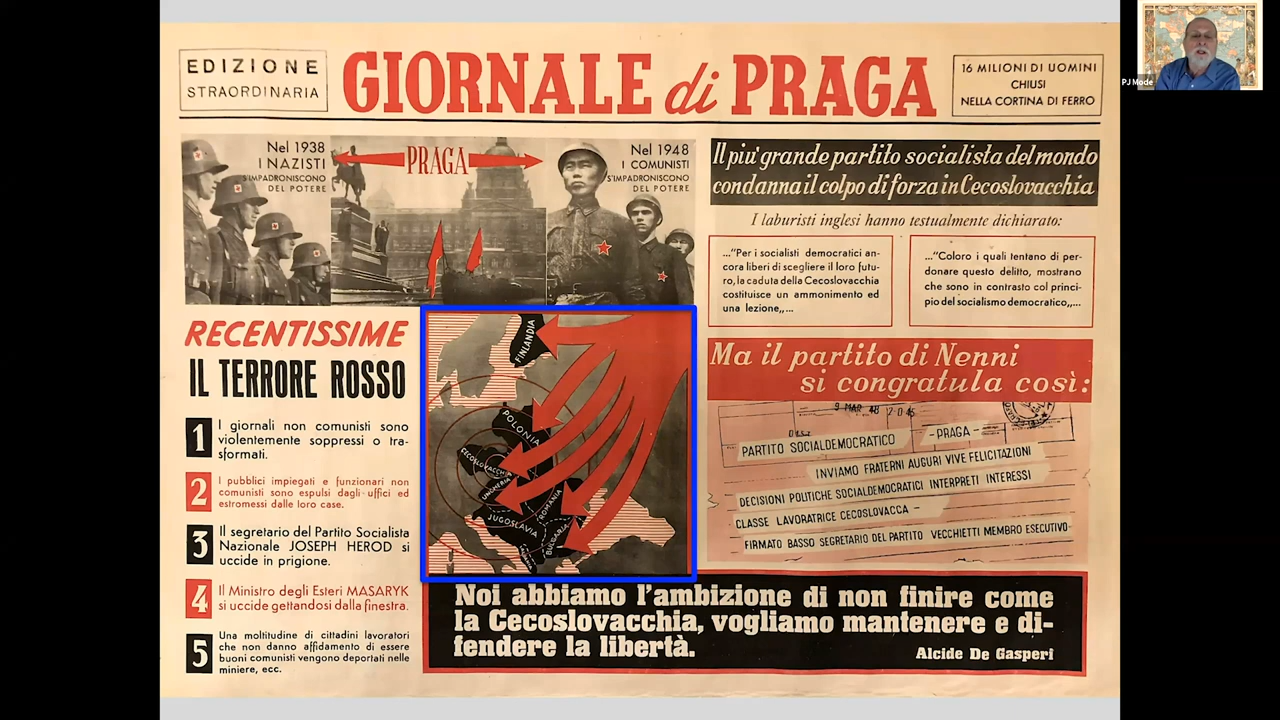 EDIZIONE
STRAORDINARIA
GIORNALE di PRAGA
16 MILIONI DI UOMINI
CHIUSI
NELLA CORTINA DI FERRO
PJ Mode
Nel 1938
I NAZISTI
S'IMPADRONISCONO
DEL POTERE
PRAGA
Nel 1948
I COMUNISTI
S'IMPADRONISCONO
DEL POTERE
Il piu' grande partito socialista del mondo
condanna il colpo di forza in Cecoslovacchia
I laburisti inglesi hanno testualmente dichiarato:
..."Per i socialisti democratici an-
cora liberi di scegliere il loro futu-
ro, la caduta della Cecoslovacchia
costituisce un ammonimento ed
una lezione,,...
..."Coloro i quali tentano di per-
donare questo delitto, mostrano
che sono in contrasto col princi-
pio del socialismo democratico,,...
RECENTISSIME
IL TERRORE ROSSO
1 I giornali non comunisti sono
violentemente soppressi o tra-
sformati.
2 I pubblici impiegati e funzionari non
comunisti sono espulsi dagli uffici ed
estromessi dalle loro case.
3 Il segretario del Partito Socialista
Nazionale JOSEPH HEROD si
uccide in prigione.
4 Il Ministro degli Esteri MASARYK
si uccide gettandosi dalla finestra.
5 Una moltitudine di cittadini lavoratori
che non danno affidamento di essere
buoni comunisti vengono deportati nelle
miniere, ecc.
FINLANDIA
POLONIA
CECOSLOVACCHIA
UNGHERIA
ROMANIA
JUGOSLAVIA
BULGARIA
Ma il partito di Nenni
si congratula così:
9 MAR 48
PARTITO SOCIALDEMOCRATICO -PRAGA-
INVIAMO FRATERNI AUGURI VIVE FELICITAZIONI
DECISIONI POLITICHE SOCIALDEMOCRATICI INTERPRETI INTERESSI
CLASSE LAVORATRICE CECOSLOVACCA -
FIRMATO BASSO SEGRETARIO DEL PARTITO VECCHIETTI MEMBRO ESECUTIVO-
Noi abbiamo l'ambizione di non finire come
la Cecoslovacchia, vogliamo mantenere e di-
fendere la libertà.
Alcide De Gasperi